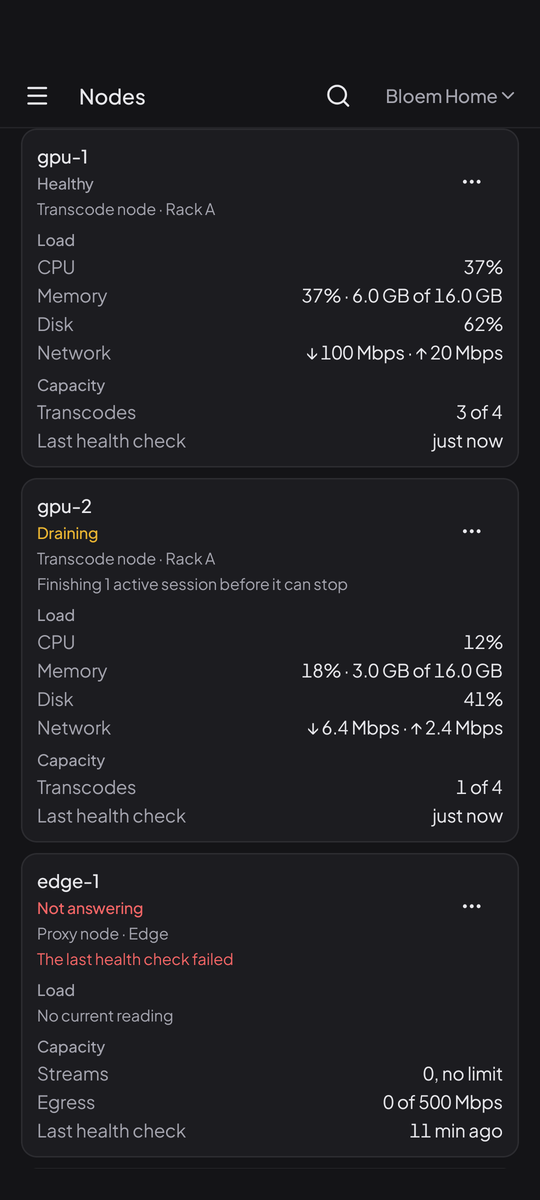 Nodes
Bloem Home
gpu-1
Healthy
Transcode node · Rack A
Load
CPU 37%
Memory 37% · 6.0 GB of 16.0 GB
Disk 62%
Network ↓ 100 Mbps · ↑ 20 Mbps
Capacity
Transcodes 3 of 4
Last health check just now
gpu-2
Draining
Transcode node · Rack A
Finishing 1 active session before it can stop
Load
CPU 12%
Memory 18% · 3.0 GB of 16.0 GB
Disk 41%
Network ↓ 6.4 Mbps · ↑ 2.4 Mbps
Capacity
Transcodes 1 of 4
Last health check just now
edge-1
Not answering
Proxy node · Edge
The last health check failed
Load
No current reading
Capacity
Streams 0, no limit
Egress 0 of 500 Mbps
Last health check 11 min ago